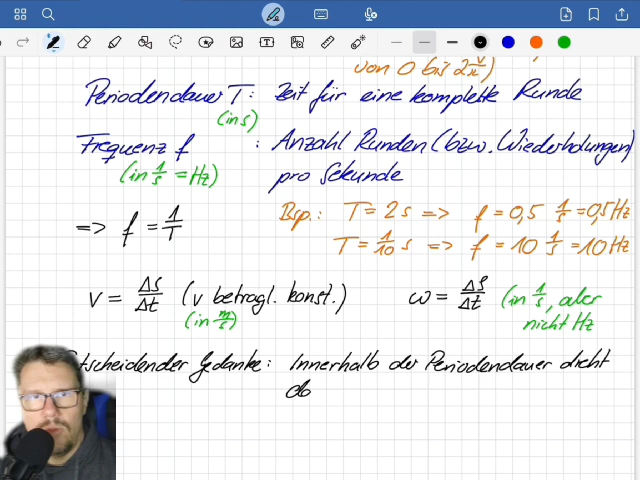 von 0 bis 2π)
Periodendauer T: Zeit für eine komplette Runde
(in s)
Frequenz f : Anzahl Runden (bzw. Wiederholungen)
(in 1/s = Hz) pro Sekunde
=> f = 1/T
Bsp.: T = 2 s => f = 0,5 1/s = 0,5 Hz
T = 1/10 s => f = 10 1/s = 10 Hz
v = Δs/Δt (v betragl. konst.)
(in m/s)
ω = Δφ/Δt (in 1/s, aber
nicht Hz
tscheidender Gedanke: Innerhalb der Periodendauer dreht
do